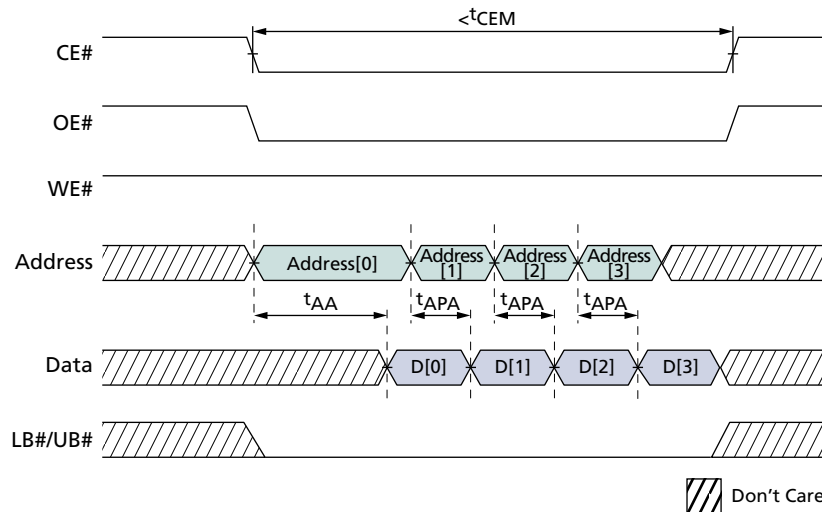 <tCEM
CE#
OE#
WE#
Address
Address[0]
Address
[1]
Address
[2]
Address
[3]
tAA
tAPA
tAPA
tAPA
Data
D[0]
D[1]
D[2]
D[3]
LB#/UB#
Don't Care